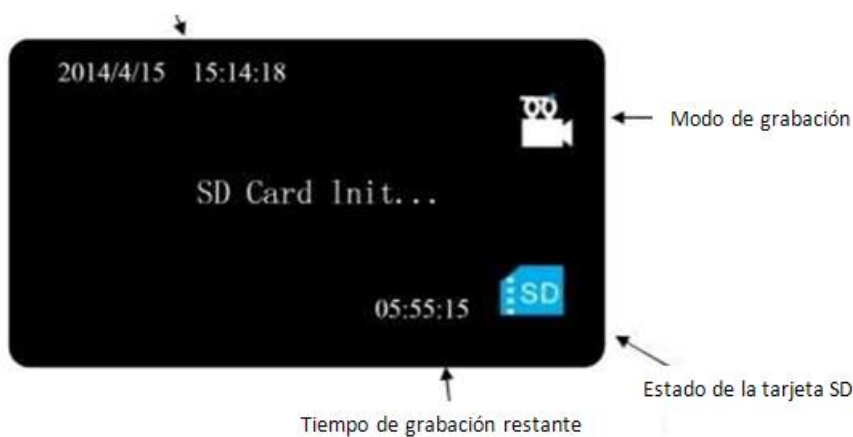 2014/4/15 15:14:18
Modo de grabación
SD Card Init...
SD
05:55:15
Estado de la tarjeta SD
Tiempo de grabación restante